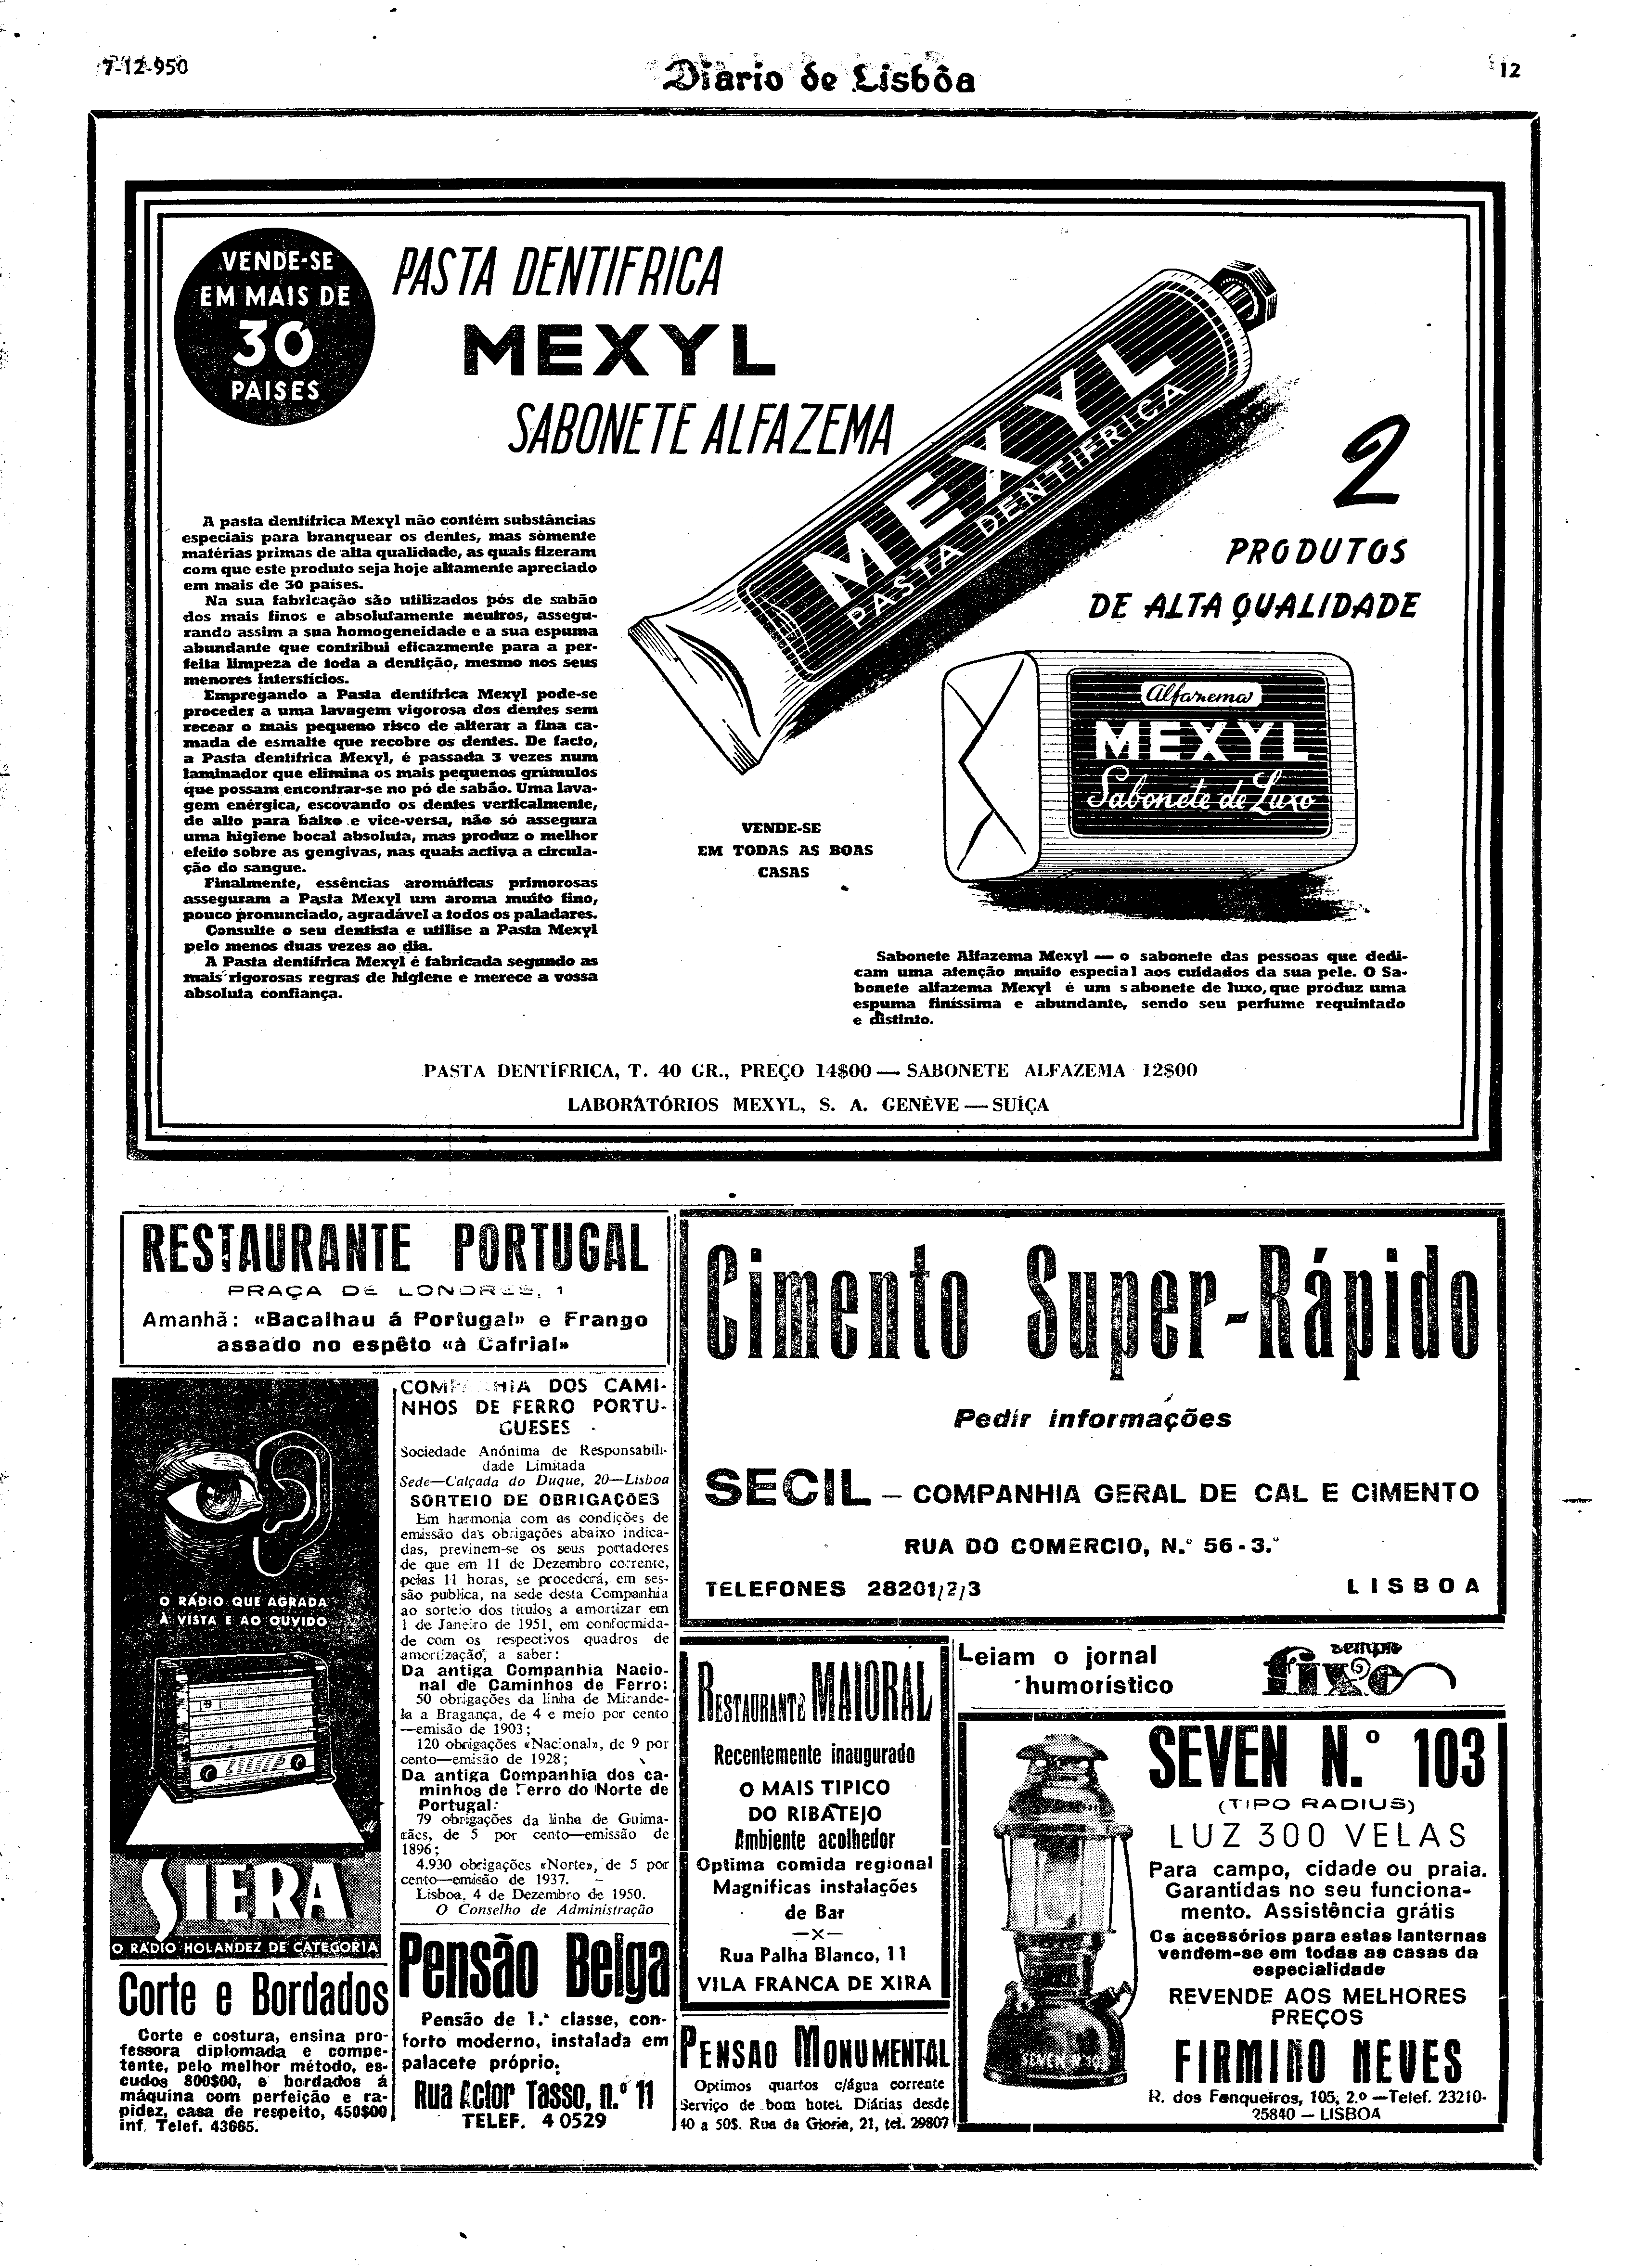 7-12-950
Diário de Lisbôa
12
VENDE-SE
EM MAIS DE
30
PAISES
PASTA DENTIFRICA
MEXYL
SABONETE ALFAZEMA
MEXYL
PASTA DENTIFRICA
2
PRODUTOS
DE ALTA QUALIDADE
A pasta dentífrica Mexyl não contém substâncias
especiais para branquear os dentes, mas sòmente
matérias primas de alta qualidade, as quais fizeram
com que este produto seja hoje altamente apreciado
em mais de 30 países.
Na sua fabricação são utilizados pós de sabão
dos mais finos e absolutamente neutros, assegu-
rando assim a sua homogeneidade e a sua espuma
abundante que contribui eficazmente para a per-
feita limpeza de toda a dentição, mesmo nos seus
menores interstícios.
Empregando a Pasta dentífrica Mexyl pode-se
proceder a uma lavagem vigorosa dos dentes sem
recear o mais pequeno risco de alterar a fina ca-
mada de esmalte que recobre os dentes. De facto,
a Pasta dentífrica Mexyl, é passada 3 vezes num
laminador que elimina os mais pequenos grúmulos
que possam encontrar-se no pó de sabão. Uma lava-
gem enérgica, escovando os dentes verticalmente,
de alto para baixo e vice-versa, não só assegura
uma higiene bocal absoluta, mas produz o melhor
efeito sobre as gengivas, nas quais activa a circula-
ção do sangue.
Finalmente, essências aromáticas primorosas
asseguram a Pasta Mexyl um aroma muito fino,
pouco pronunciado, agradável a todos os paladares.
Consulte o seu dentista e utilise a Pasta Mexyl
pelo menos duas vezes ao dia.
A Pasta dentífrica Mexyl é fabricada segundo as
mais rigorosas regras de higiene e merece a vossa
absoluta confiança.
Alfazema
MEXYL
Sabonete de Luxo
VENDE-SE
EM TODAS AS BOAS
CASAS
Sabonete Alfazema Mexyl — o sabonete das pessoas que dedi-
cam uma atenção muito especial aos cuidados da sua pele. O Sa-
bonete alfazema Mexyl é um sabonete de luxo, que produz uma
espuma finíssima e abundante, sendo seu perfume requintado
e distinto.
PASTA DENTÍFRICA, T. 40 GR., PREÇO 14$00 — SABONETE ALFAZEMA 12$00
LABORATÓRIOS MEXYL, S. A. GENÈVE — SUÍÇA
RESTAURANTE PORTUGAL
PRAÇA DE LONDRES, 1
Amanhã: «Bacalhau á Portugal» e Frango
assado no espêto «à Cafrial»
O RÁDIO QUE AGRADA
À VISTA E AO OUVIDO
SIERA
O RÁDIO HOLANDEZ DE CATEGORIA
Corte e Bordados
Corte e costura, ensina pro-
fessora diplomada e compe-
tente, pelo melhor método, es-
cudos 800$00, e bordados á
máquina com perfeição e ra-
pidez, casa de respeito, 450$00
inf. Telef. 43665.
COMPANHIA DOS CAMI-
NHOS DE FERRO PORTU-
GUESES
Sociedade Anónima de Responsabili-
dade Limitada
Sede—Calçada do Duque, 20—Lisboa
SORTEIO DE OBRIGAÇÕES
Em harmonia com as condições de
emissão das obrigações abaixo indica-
das, previnem-se os seus portadores
de que em 11 de Dezembro corrente,
pelas 11 horas, se procederá, em ses-
são publica, na sede desta Companhia
ao sorteio dos titulos a amortizar em
1 de Janeiro de 1951, em conformida-
de com os respectivos quadros de
amortização, a saber:
Da antiga Companhia Nacio-
nal de Caminhos de Ferro:
50 obrigações da linha de Mirande-
la a Bragança, de 4 e meio por cento
—emissão de 1903;
120 obrigações «Nacional», de 9 por
cento—emissão de 1928;
Da antiga Companhia dos ca-
minhos de Ferro do Norte de
Portugal:
79 obrigações da linha de Guima-
rães, de 5 por cento—emissão de
1896;
4.930 obrigações «Norte», de 5 por
cento—emissão de 1937.
Lisboa, 4 de Dezembro de 1950.
O Conselho de Administração
Pensão Belga
Pensão de 1.ª classe, con-
forto moderno, instalada em
palacete próprio.
Rua Actor Tasso, n.º 11
TELEF. 4 0529
Cimento Super-Rápido
Pedir informações
SECIL — COMPANHIA GERAL DE CAL E CIMENTO
RUA DO COMERCIO, N.º 56 - 3.º
TELEFONES 28201/2/3
LISBOA
RESTAURANTE MAIORAL
Recentemente inaugurado
O MAIS TIPICO
DO RIBATEJO
Ambiente acolhedor
Optima comida regional
Magnificas instalações
de Bar
—X—
Rua Palha Blanco, 11
VILA FRANCA DE XIRA
PENSAO MONUMENTAL
Optimos quartos c/água corrente
Serviço de bom hotel. Diárias desde
40 a 50$. Rua da Gloria, 21, tel. 29807
Leiam o jornal
humorístico
sempre
fixe
SEVEN N.º 103
(TIPO RADIUS)
LUZ 300 VELAS
Para campo, cidade ou praia.
Garantidas no seu funciona-
mento. Assistência grátis
Os acessórios para estas lanternas
vendem-se em todas as casas da
especialidade
REVENDE AOS MELHORES
PREÇOS
FIRMINO NEVES
R. dos Fanqueiros, 105, 2.º —Telef. 23210-
25840 — LISBOA
SEVEN N.103